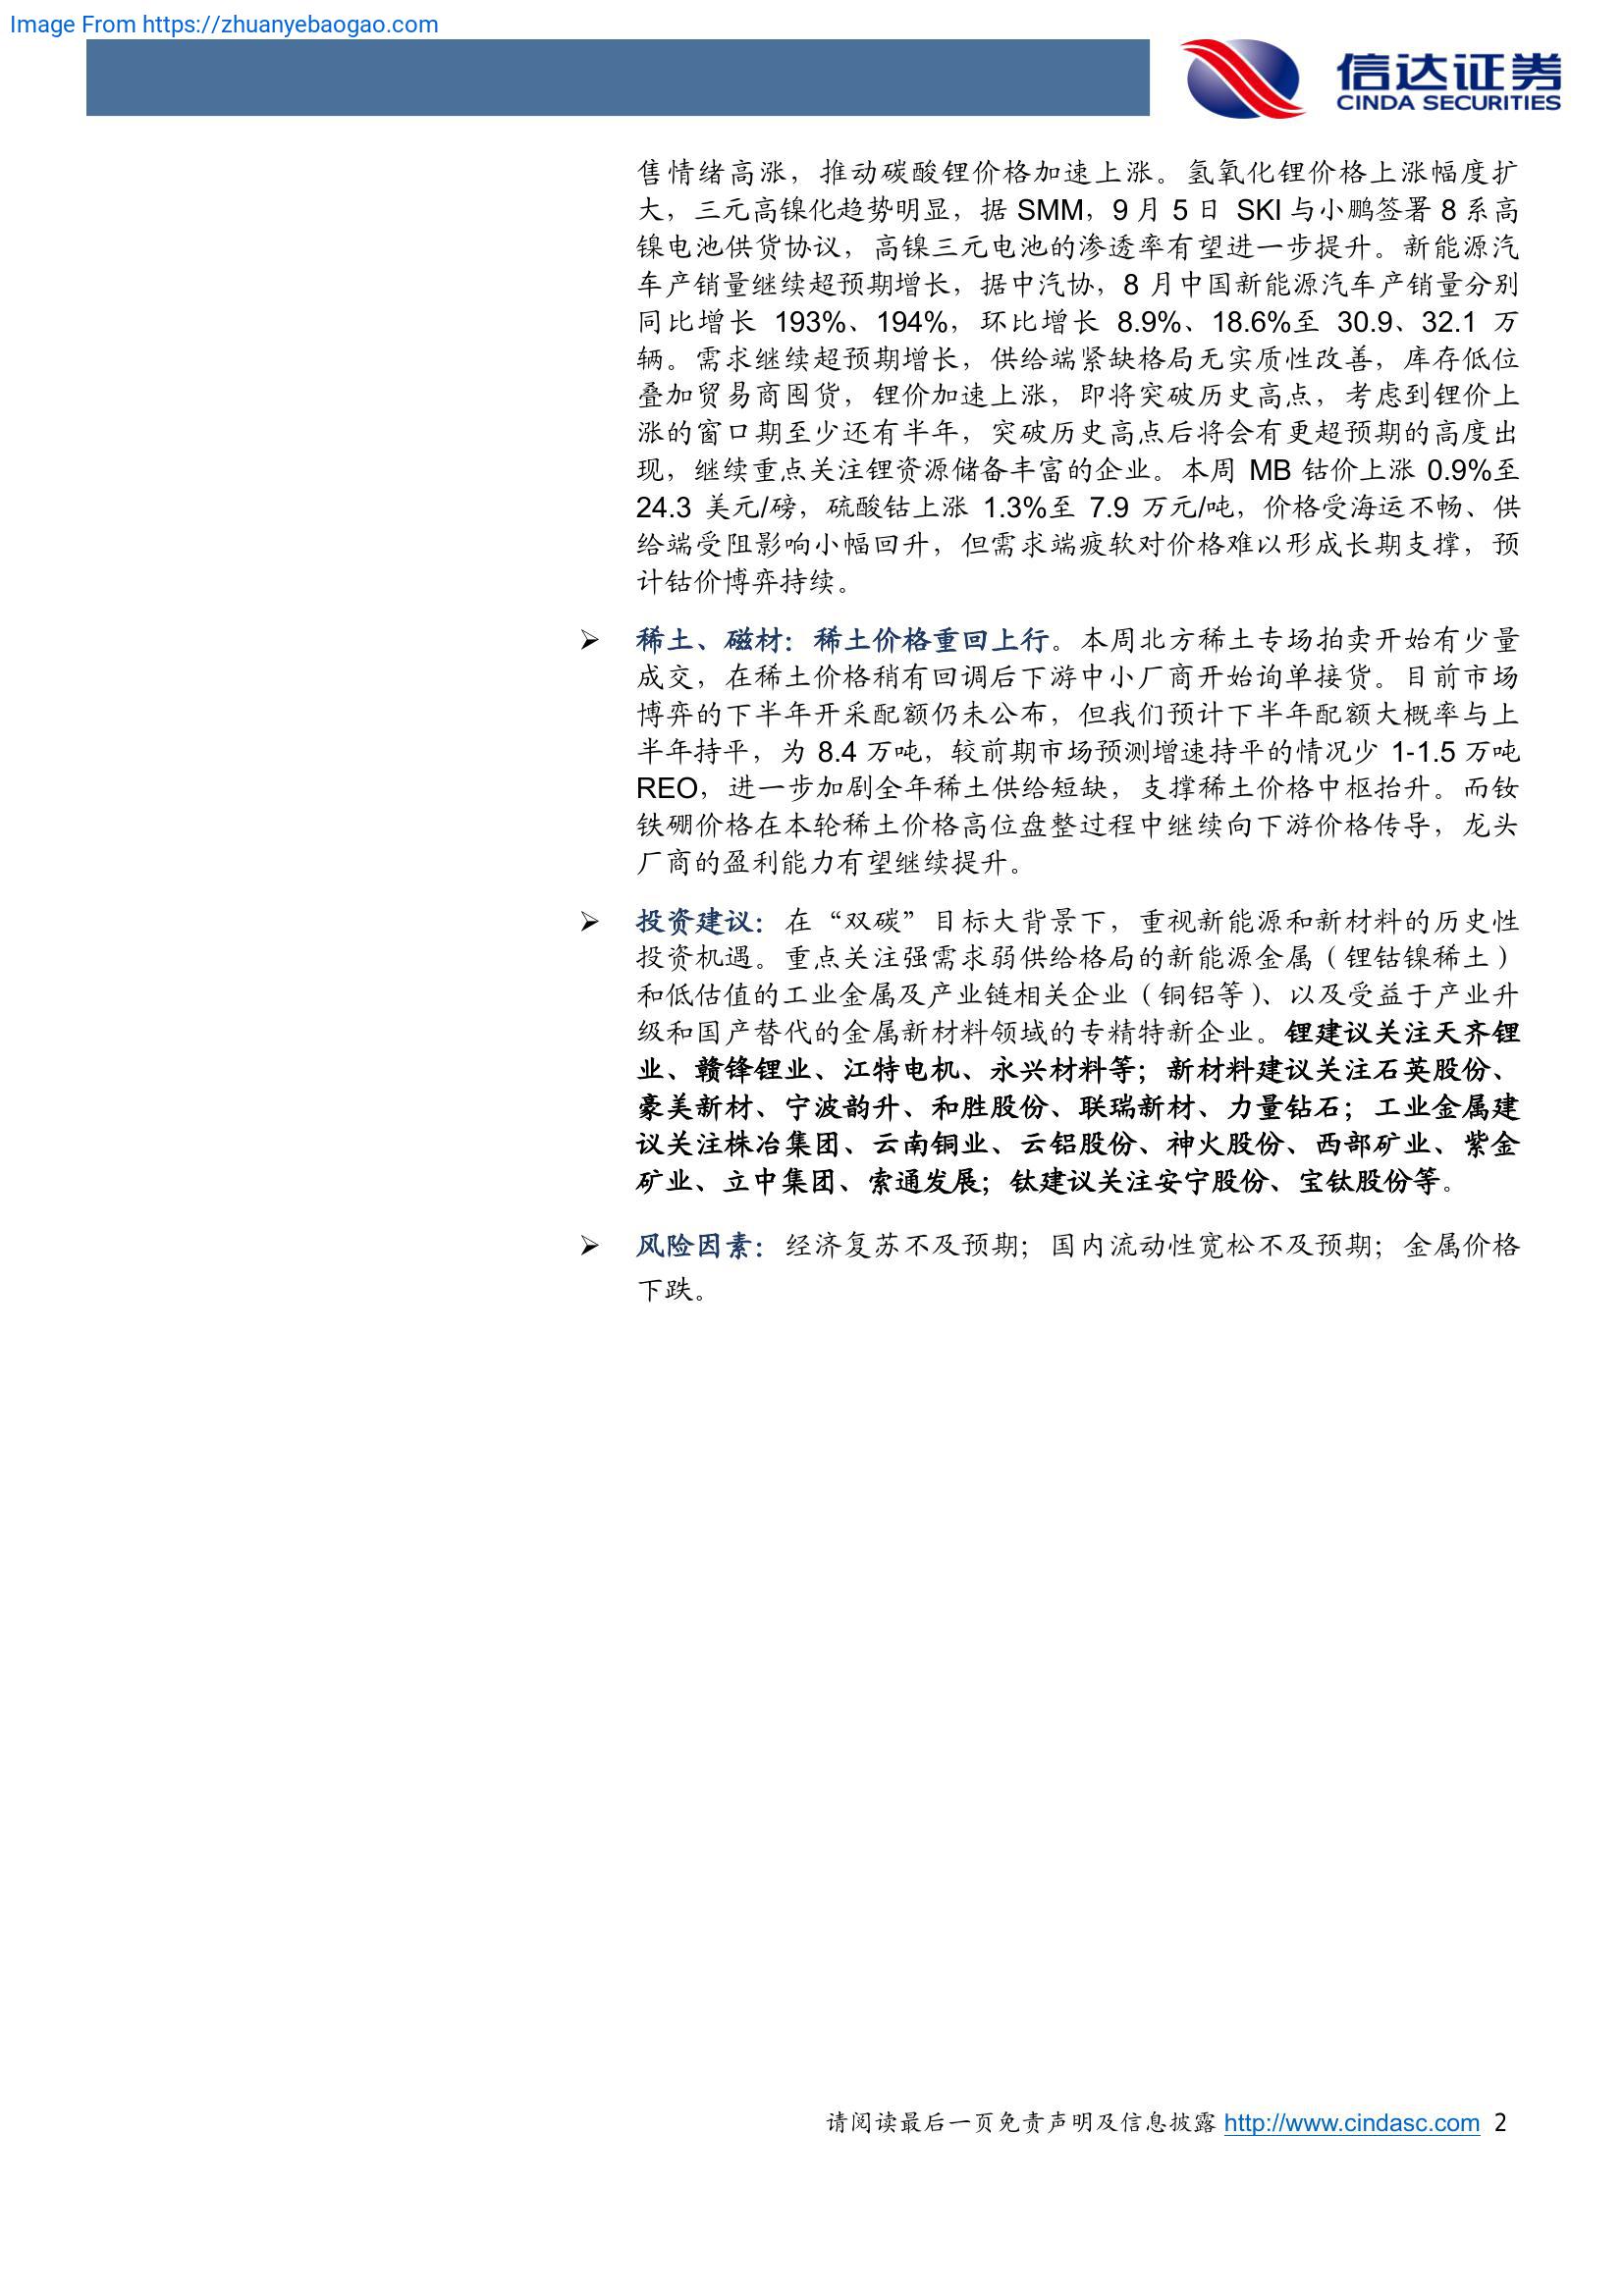 Image From https://zhuanyebaogao.com
信达证券
CINDA SECURITIES
售情绪高涨，推动碳酸锂价格加速上涨。氢氧化锂价格上涨幅度扩
大，三元高镍化趋势明显，据 SMM，9 月 5 日 SKI 与小鹏签署 8 系高
镍电池供货协议，高镍三元电池的渗透率有望进一步提升。新能源汽
车产销量继续超预期增长，据中汽协，8 月中国新能源汽车产销量分别
同比增长 193%、194%，环比增长 8.9%、18.6%至 30.9、32.1 万
辆。需求继续超预期增长，供给端紧缺格局无实质性改善，库存低位
叠加贸易商囤货，锂价加速上涨，即将突破历史高点，考虑到锂价上
涨的窗口期至少还有半年，突破历史高点后将会有更超预期的高度出
现，继续重点关注锂资源储备丰富的企业。本周 MB 钴价上涨 0.9%至
24.3 美元/磅，硫酸钴上涨 1.3%至 7.9 万元/吨，价格受海运不畅、供
给端受阻影响小幅回升，但需求端疲软对价格难以形成长期支撑，预
计钴价博弈持续。
➢ 稀土、磁材：稀土价格重回上行。本周北方稀土专场拍卖开始有少量
成交，在稀土价格稍有回调后下游中小厂商开始询单接货。目前市场
博弈的下半年开采配额仍未公布，但我们预计下半年配额大概率与上
半年持平，为 8.4 万吨，较前期市场预测增速持平的情况少 1-1.5 万吨
REO，进一步加剧全年稀土供给短缺，支撑稀土价格中枢抬升。而钕
铁硼价格在本轮稀土价格高位盘整过程中继续向下游价格传导，龙头
厂商的盈利能力有望继续提升。
➢ 投资建议：在“双碳”目标大背景下，重视新能源和新材料的历史性
投资机遇。重点关注强需求弱供给格局的新能源金属（锂钴镍稀土）
和低估值的工业金属及产业链相关企业（铜铝等）、以及受益于产业升
级和国产替代的金属新材料领域的专精特新企业。锂建议关注天齐锂
业、赣锋锂业、江特电机、永兴材料等；新材料建议关注石英股份、
豪美新材、宁波韵升、和胜股份、联瑞新材、力量钻石；工业金属建
议关注株冶集团、云南铜业、云铝股份、神火股份、西部矿业、紫金
矿业、立中集团、索通发展；钛建议关注安宁股份、宝钛股份等。
➢ 风险因素：经济复苏不及预期；国内流动性宽松不及预期；金属价格
下跌。
请阅读最后一页免责声明及信息披露 http://www.cindasc.com 2